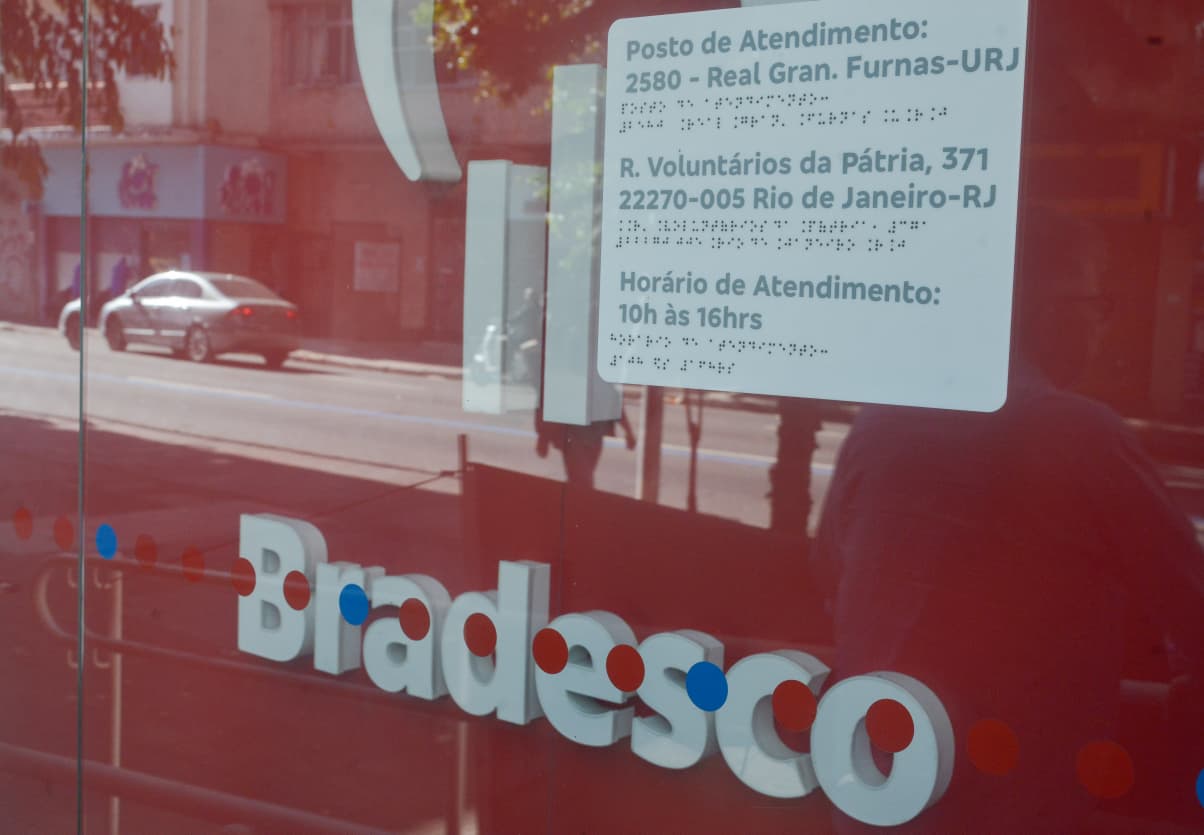 Posto de Atendimento:
2580 - Real Gran. Furnas-URJ
R. Voluntários da Pátria, 371
22270-005 Rio de Janeiro-RJ
Horário de Atendimento:
10h às 16hrs
Bradesco